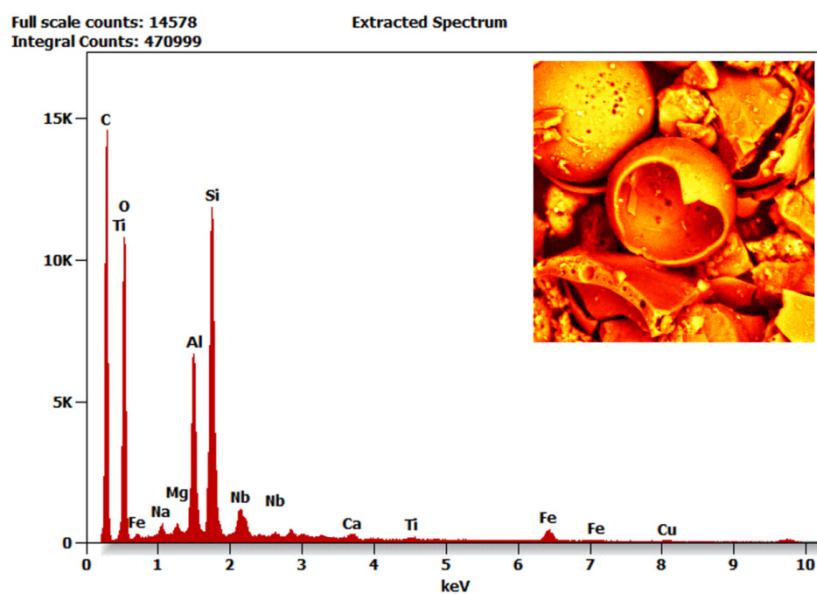 Full scale counts: 14578
Extracted Spectrum
Integral Counts: 470999
15K
C
O
Ti
Si
10K
Al
5K
Fe
Na
Mg
Nb
Nb
Ca
Ti
Fe
Fe
Cu
0
0
1
2
3
4
5
6
7
8
9
10
keV